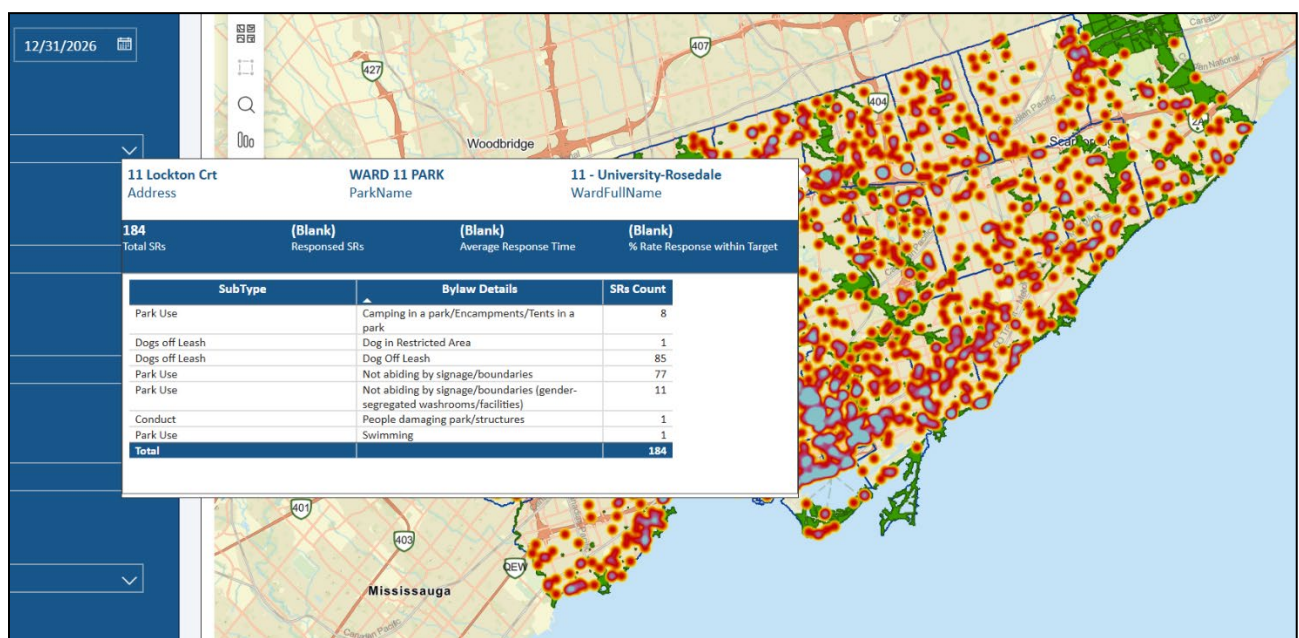 12/31/2026
427
407
404
Woodbridge
2A
11 Lockton Crt
WARD 11 PARK
11 - University-Rosedale
Address
ParkName
WardFullName
184
(Blank)
(Blank)
(Blank)
Total SRs
Responsed SRs
Average Response Time
% Rate Response within Target
SubType
Bylaw Details
SRs Count
Park Use
Camping in a park/Encampments/Tents in a
8
park
Dogs off Leash
Dog in Restricted Area
1
Dogs off Leash
Dog Off Leash
85
Park Use
Not abiding by signage/boundaries
77
Park Use
Not abiding by signage/boundaries (gender-
11
segregated washrooms/facilities)
Conduct
People damaging park/structures
1
Park Use
Swimming
1
Total
184
401
403
QEW
Mississauga
Canadian Pacific